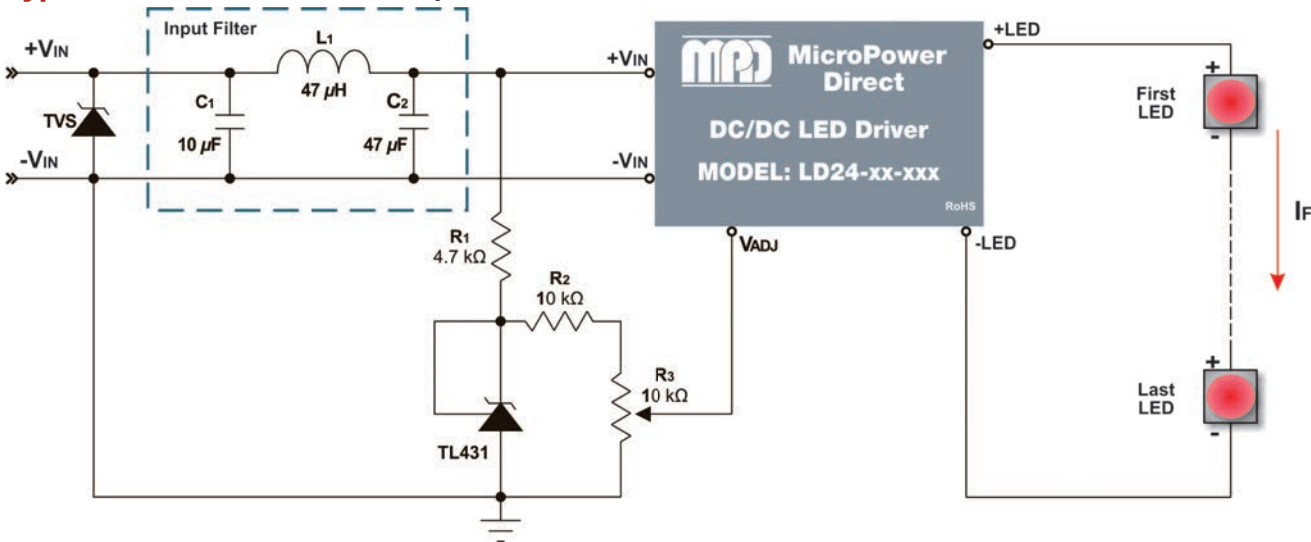 Input Filter
+VIN
L1
47 µH
C1
10 µF
C2
47 µF
TVS
-VIN
+VIN
-VIN
MPD
MicroPower
Direct
DC/DC LED Driver
MODEL: LD24-xx-xxx
RoHS
+LED
-LED
VADJ
First
LED
+
-
IF
Last
LED
+
-
R1
4.7 kΩ
R2
10 kΩ
R3
10 kΩ
TL431